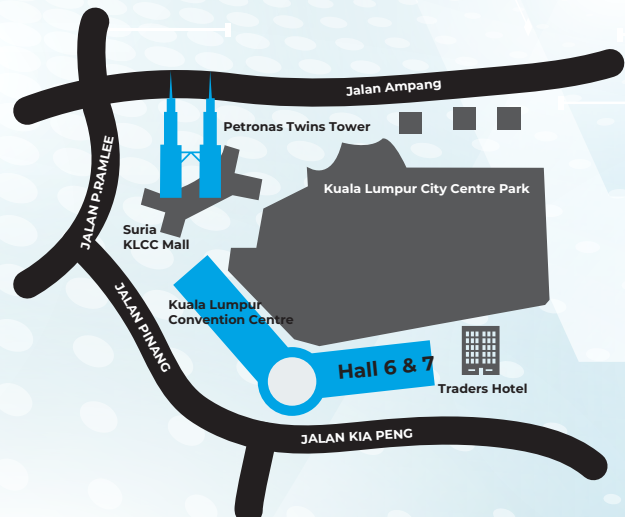 Jalan Ampang
Petronas Twins Tower
JALAN P.RAMLEE
Kuala Lumpur City Centre Park
Suria
KLCC Mall
JALAN PINANG
Kuala Lumpur
Convention Centre
Hall 6 & 7
Traders Hotel
JALAN KIA PENG